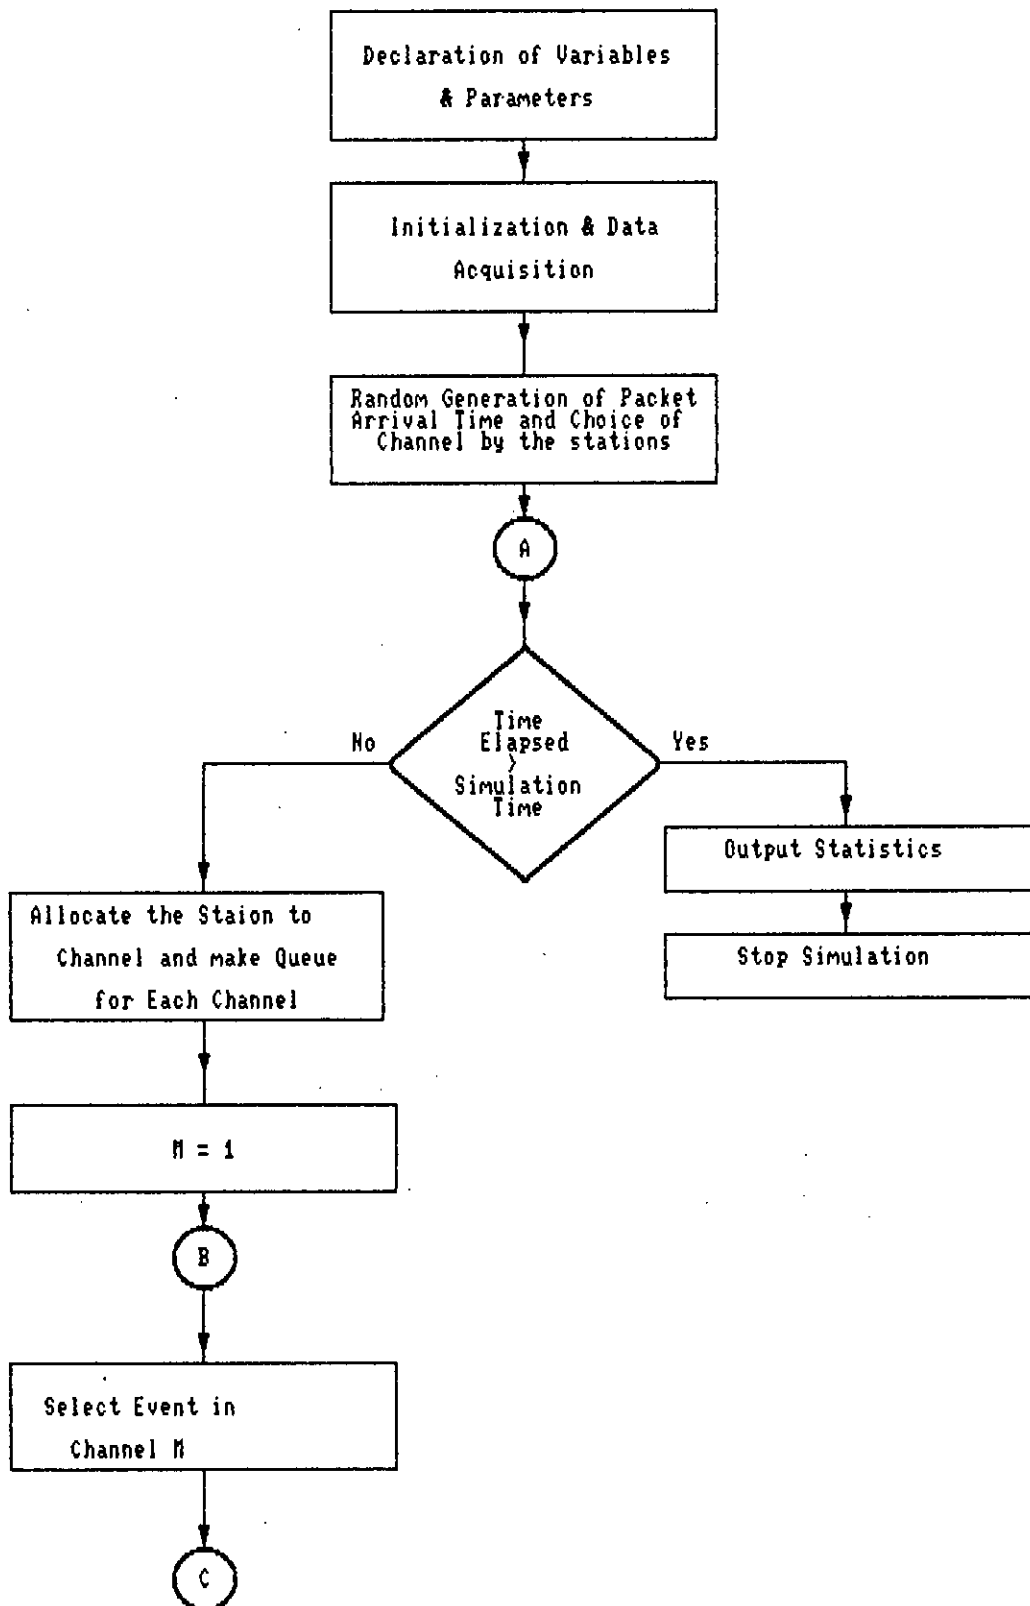 Declaration of Variables
& Parameters
Initialization & Data
Acquisition
Random Generation of Packet
Arrival Time and Choice of
Channel by the stations
A
Time
Elapsed
>
Simulation
Time
No
Yes
Output Statistics
Stop Simulation
Allocate the Staion to
Channel and make Queue
for Each Channel
M = 1
B
Select Event in
Channel M
C